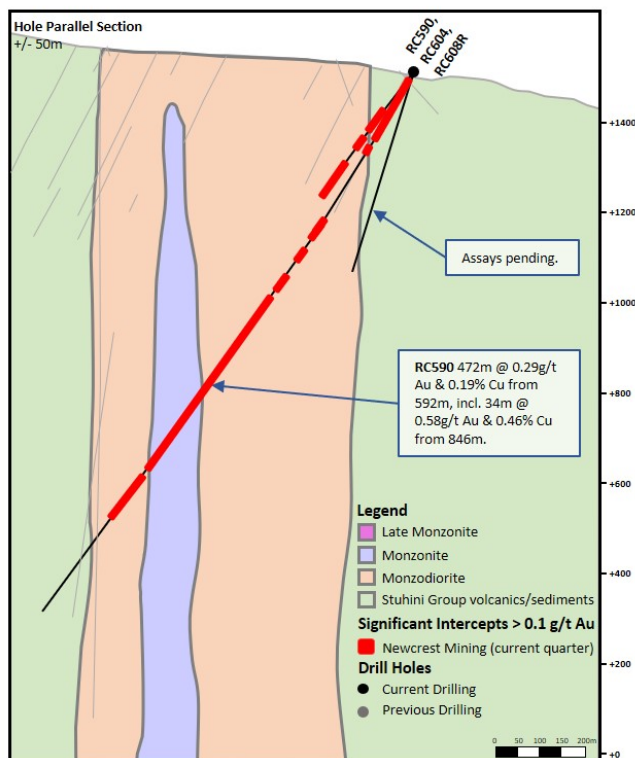 Hole Parallel Section
+/- 50m
RC590,
RC604,
RC608R
+1400
+1200
Assays pending.
+1000
RC590 472m @ 0.29g/t
Au & 0.19% Cu from
592m, incl. 34m @
0.58g/t Au & 0.46% Cu
from 846m.
+800
+600
Legend
Late Monzonite
Monzonite
Monzodiorite
Stuhini Group volcanics/sediments
Significant Intercepts > 0.1 g/t Au
Newcrest Mining (current quarter)
Drill Holes
Current Drilling
Previous Drilling
+400
+200
0 50 100 150 200m
+0